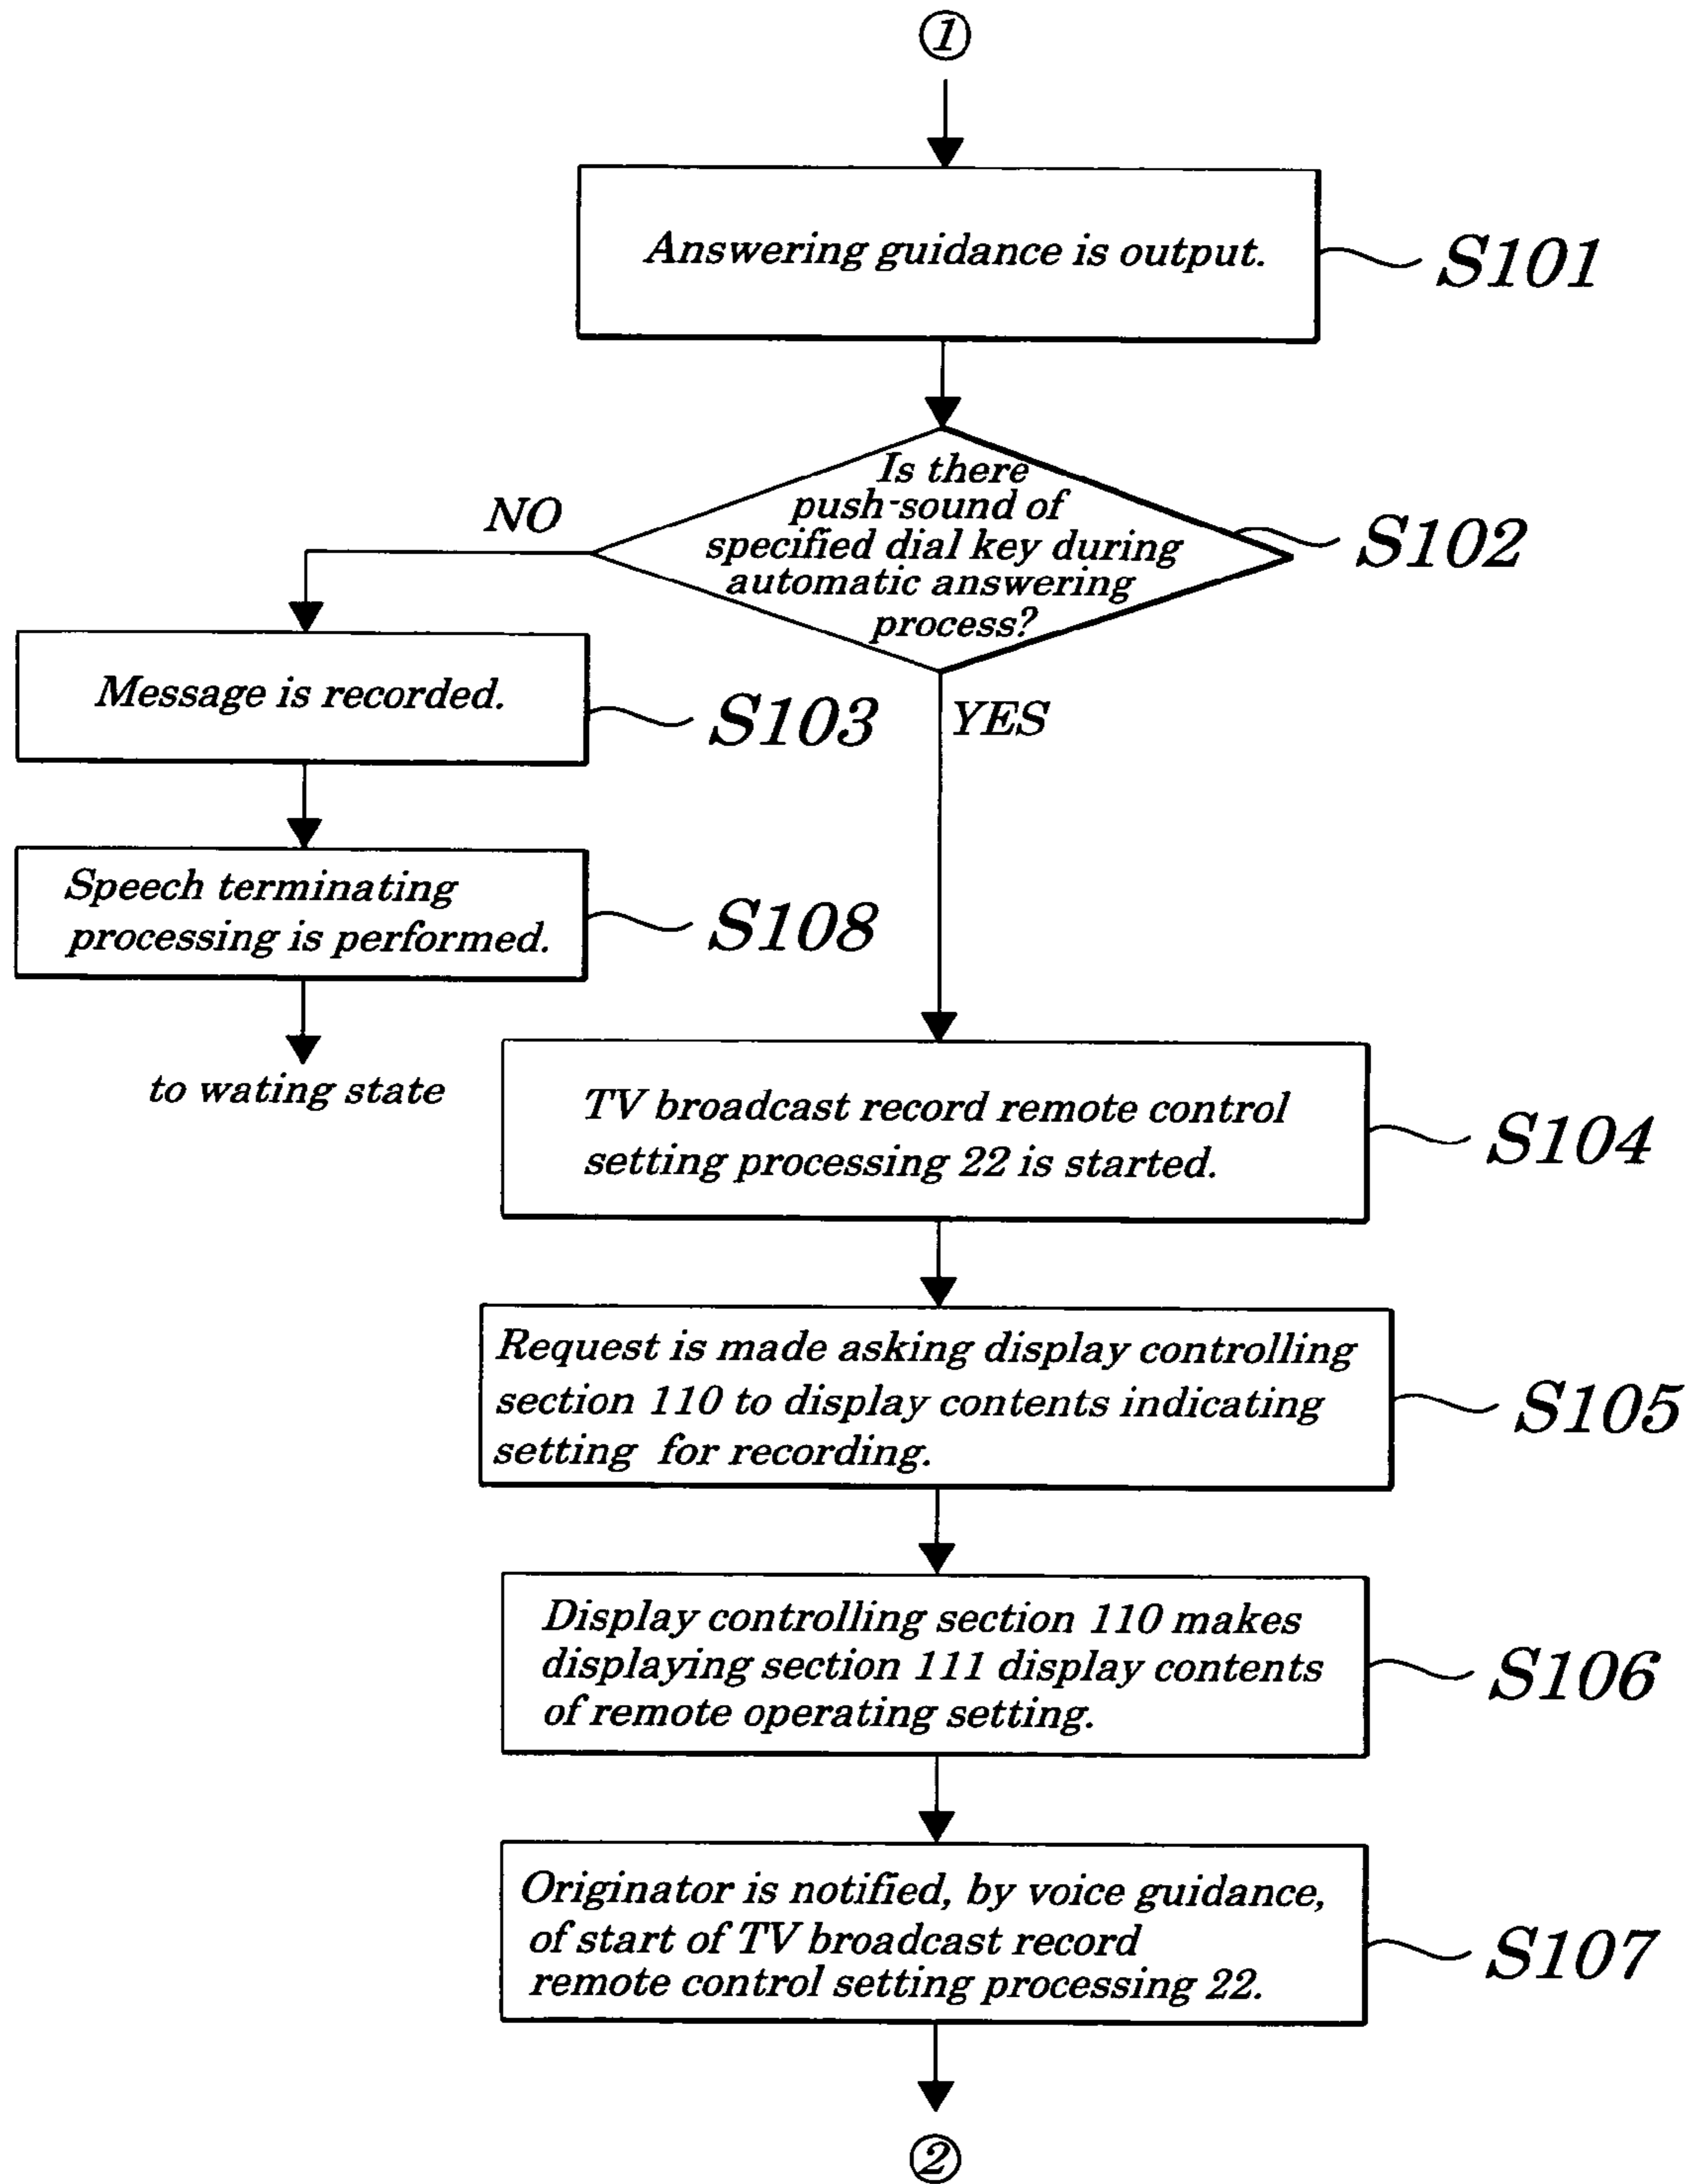 ①
Answering guidance is output.
S101
Is there
push-sound of
specified dial key during
automatic answering
process?
S102
NO
YES
Message is recorded.
S103
Speech terminating
processing is performed.
S108
to wating state
TV broadcast record remote control
setting processing 22 is started.
S104
Request is made asking display controlling
section 110 to display contents indicating
setting for recording.
S105
Display controlling section 110 makes
displaying section 111 display contents
of remote operating setting.
S106
Originator is notified, by voice guidance,
of start of TV broadcast record
remote control setting processing 22.
S107
②